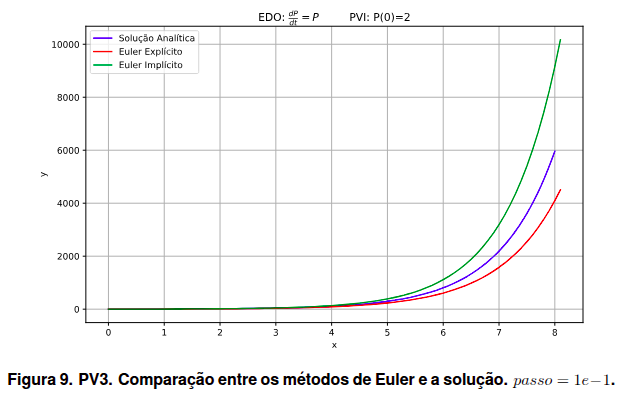 EDO: dP/dt = P PVI: P(0)=2
Solução Analítica
Euler Explícito
Euler Implícito
10000
8000
6000
4000
2000
0
y
0 1 2 3 4 5 6 7 8
x
Figura 9. PV3. Comparação entre os métodos de Euler e a solução. passo = 1e−1.